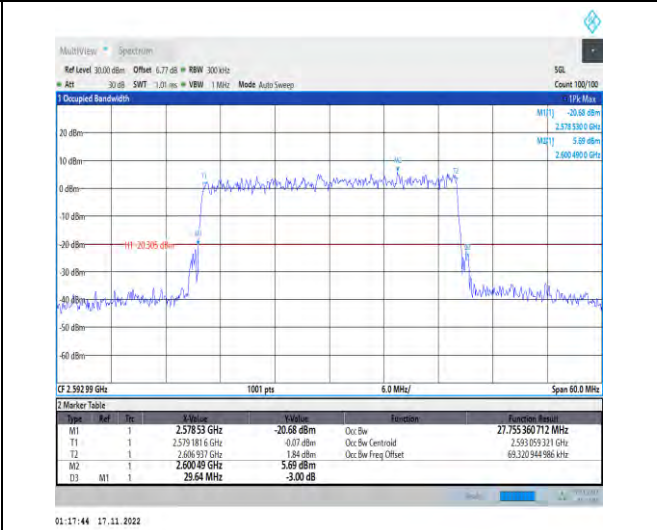 MultiView Spectrum
Ref Level 30.00 dBm Offset 6.77 dB RBW 300 kHz SGL
Att 30 dB SWT 1.01 ms VBW 1 MHz Mode Auto Sweep Count 100/100
1 Occupied Bandwidth 1Pk Max
M1[1] -20.68 dBm
2.578 530 0 GHz
M2[1] 5.69 dBm
2.600 490 0 GHz
20 dBm
10 dBm
0 dBm
-10 dBm
-20 dBm
H1 -20.305 dBm
-30 dBm
-40 dBm
-50 dBm
-60 dBm
T1
M2
T2
M1
CF 2.592 99 GHz 1001 pts 6.0 MHz/ Span 60.0 MHz
2 Marker Table
Type Ref Trc X-Value Y-Value Function Function Result
M1 1 2.578 53 GHz -20.68 dBm Occ Bw 27.755 360 712 MHz
T1 1 2.579 181 6 GHz -0.07 dBm Occ Bw Centroid 2.593 059 321 GHz
T2 1 2.606 937 GHz 1.84 dBm Occ Bw Freq Offset 69.320 944 986 kHz
M2 1 2.600 49 GHz 5.69 dBm
D3 M1 1 29.64 MHz -3.00 dB
01:17:44 17.11.2022